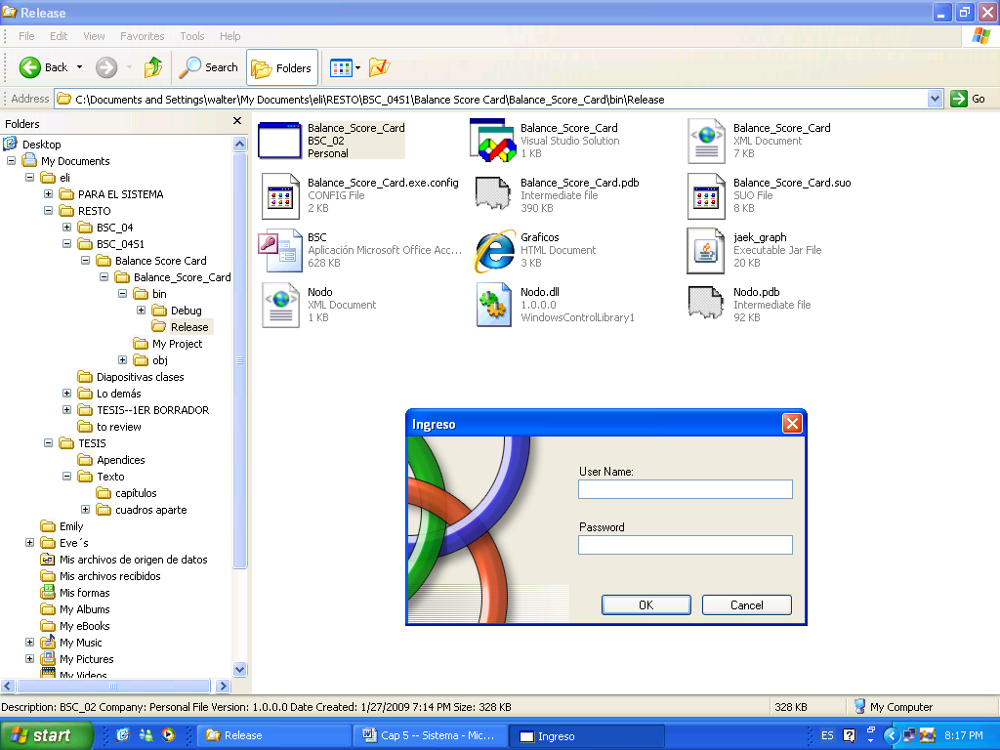 Release
File Edit View Favorites Tools Help
Back Search Folders
Address C:\Documents and Settings\walter\My Documents\eli\RESTO\BSC_04S1\Balance Score Card\Balance_Score_Card\bin\Release Go
Folders
Desktop
My Documents
eli
PARA EL SISTEMA
RESTO
BSC_04
BSC_04S1
Balance Score Card
Balance_Score_Card
bin
Debug
Release
My Project
obj
Diapositivas clases
Lo demás
TESIS--1ER BORRADOR
to review
TESIS
Apendices
Texto
capítulos
cuadros aparte
Emily
Eve´s
Mis archivos de origen de datos
Mis archivos recibidos
Mis formas
My Albums
My eBooks
My Music
My Pictures
My Videos
Balance_Score_Card
BSC_02
Personal
Balance_Score_Card
Visual Studio Solution
1 KB
Balance_Score_Card
XML Document
7 KB
Balance_Score_Card.exe.config
CONFIG File
2 KB
Balance_Score_Card.pdb
Intermediate file
390 KB
Balance_Score_Card.suo
SUO File
8 KB
BSC
Aplicación Microsoft Office Acc...
628 KB
Graficos
HTML Document
3 KB
jaek_graph
Executable Jar File
20 KB
Nodo
XML Document
1 KB
Nodo.dll
1.0.0.0
WindowsControlLibrary1
Nodo.pdb
Intermediate file
92 KB
Ingreso
User Name:
Password
OK Cancel
Description: BSC_02 Company: Personal File Version: 1.0.0.0 Date Created: 1/27/2009 7:14 PM Size: 328 KB 328 KB My Computer
start Release Cap 5 -- Sistema - Mic... Ingreso ES 8:17 PM